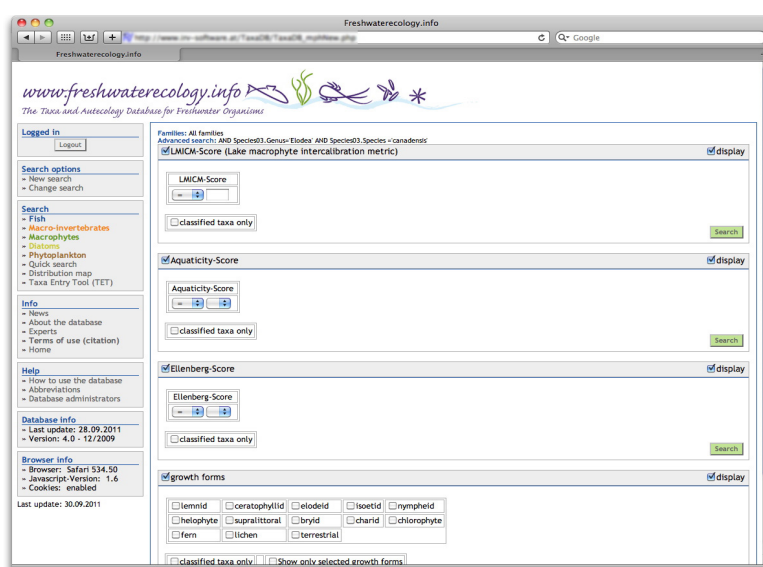 Freshwaterecology.info
Google
Freshwaterecology.info
www.freshwaterecology.info
The Taxa and Autecology Database for Freshwater Organisms
Logged in
Logout
Search options
» New search
» Change search
Search
» Fish
» Macro-invertebrates
» Macrophytes
» Diatoms
» Phytoplankton
» Quick search
» Distribution map
» Taxa Entry Tool (TET)
Info
» News
» About the database
» Experts
» Terms of use (citation)
» Home
Help
» How to use the database
» Abbreviations
» Database administrators
Database info
» Last update: 28.09.2011
» Version: 4.0 - 12/2009
Browser info
» Browser: Safari 534.50
» Javascript-Version: 1.6
» Cookies: enabled
Last update: 30.09.2011
Families: All families
Advanced search: AND Species03.Genus='Elodea' AND Species03.Species ='canadensis'
LMICM-Score (Lake macrophyte intercalibration metric) display
LMICM-Score
=
classified taxa only
Search
Aquaticity-Score display
Aquaticity-Score
=
classified taxa only
Search
Ellenberg-Score display
Ellenberg-Score
=
classified taxa only
Search
growth forms display
lemnid ceratophyllid elodeid isoetid nympheid
helophyte supralittoral bryid charid chlorophyte
fern lichen terrestrial
classified taxa only Show only selected growth forms